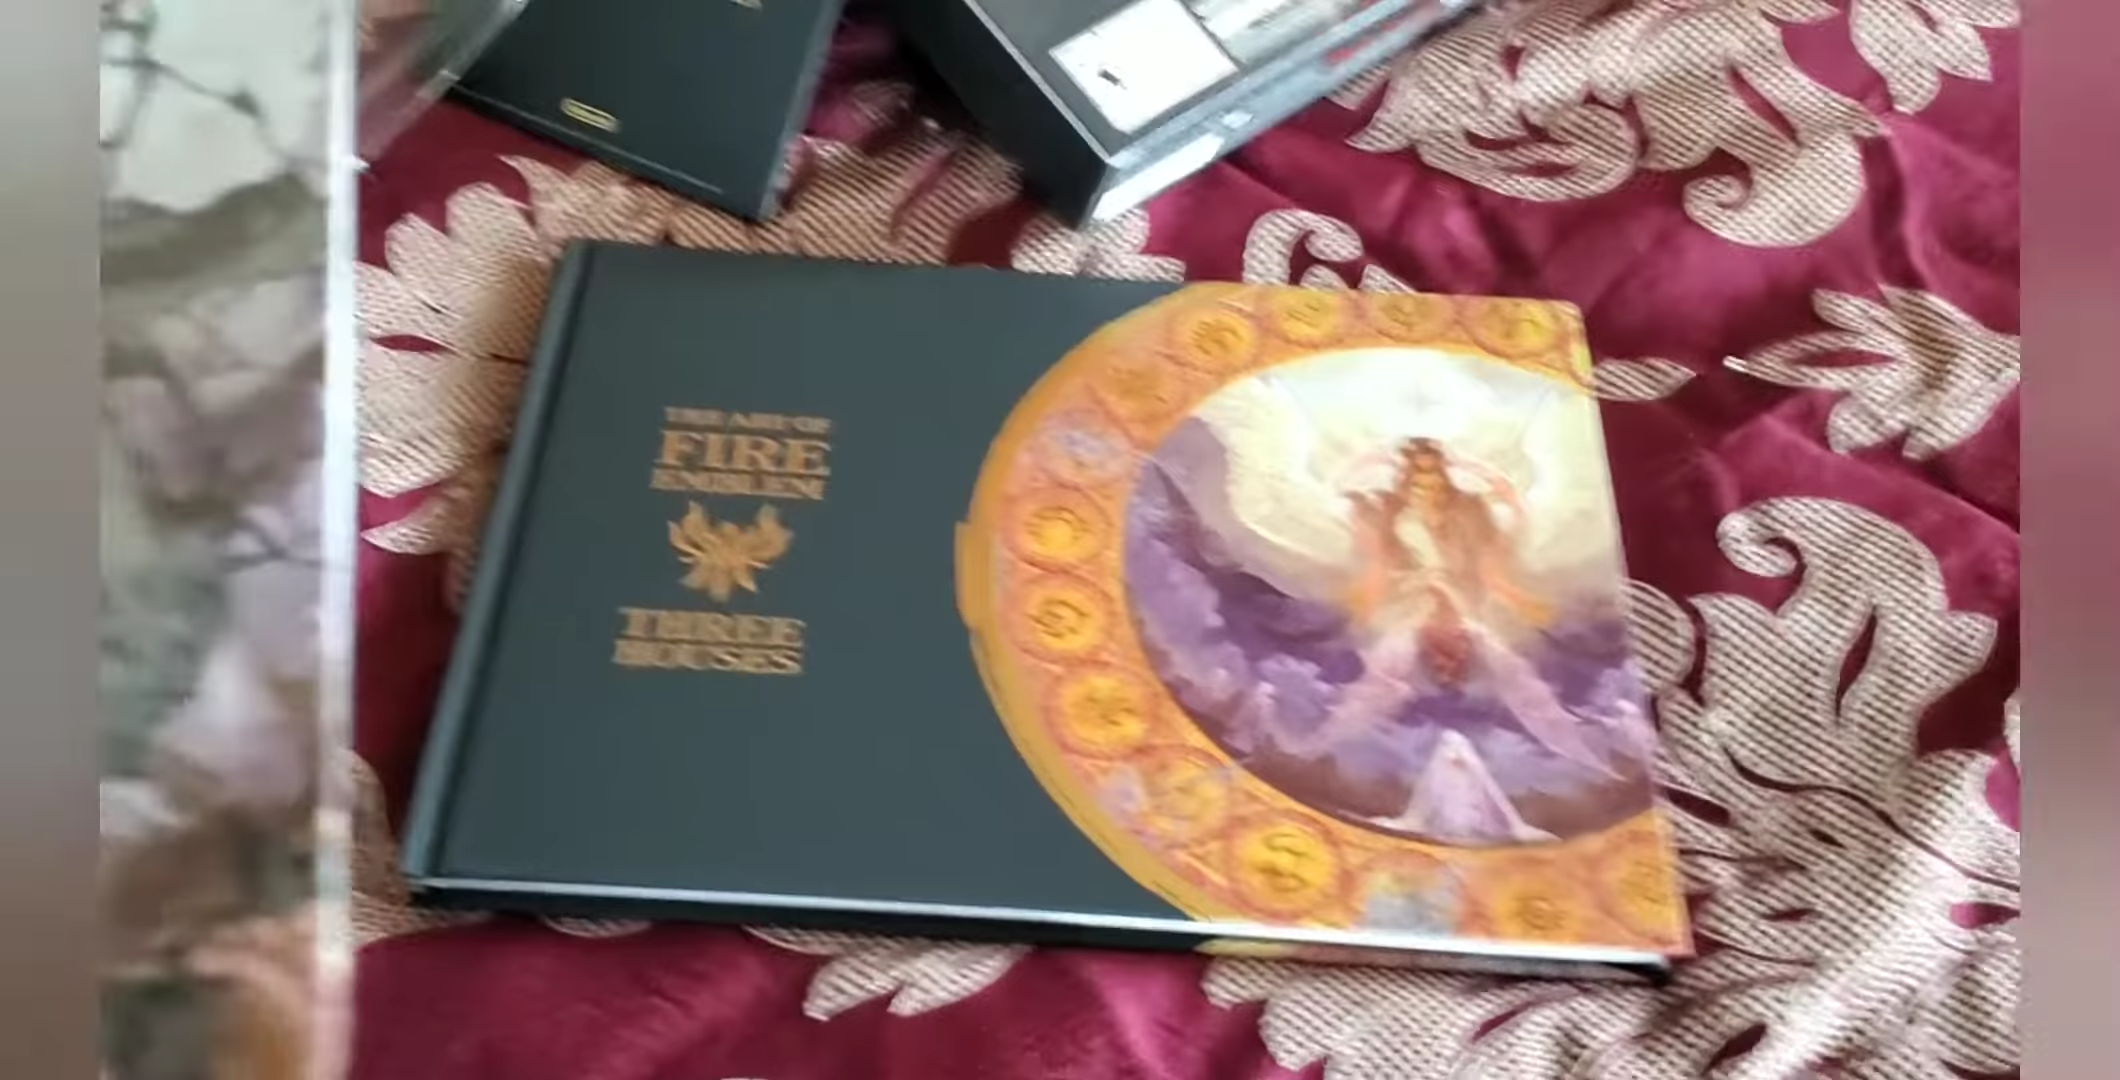 THE ART OF
FIRE
EMBLEM
THREE
HOUSES